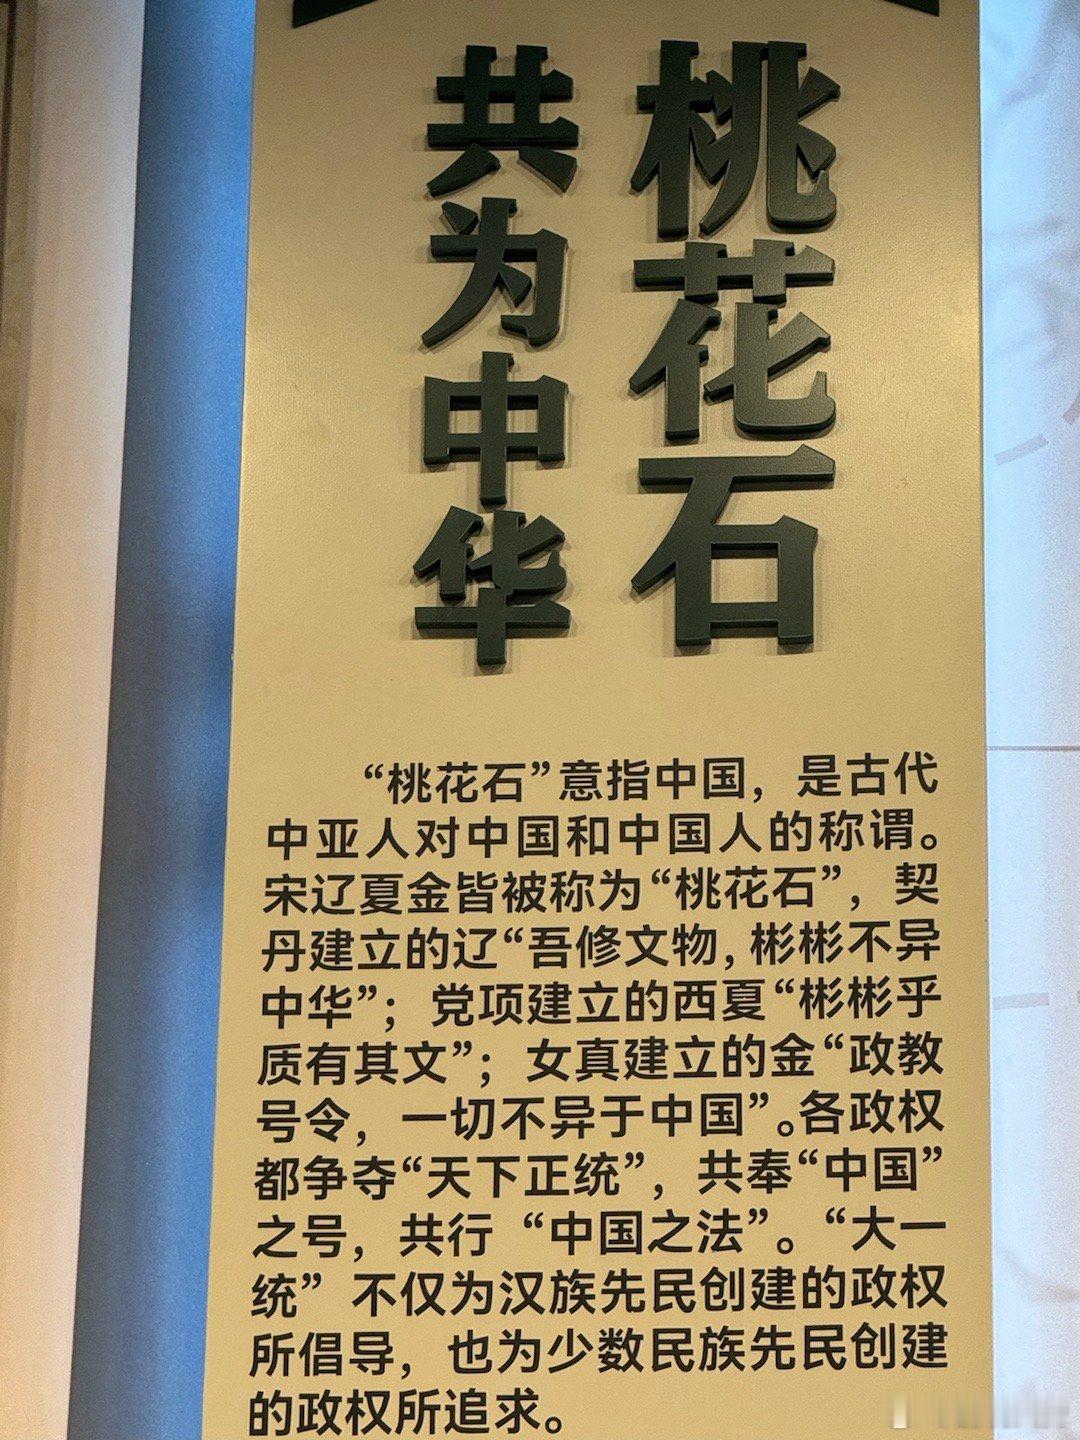 桃花石
共为中华
“桃花石”意指中国，是古代
中亚人对中国和中国人的称谓。
宋辽夏金皆被称为“桃花石”，契
丹建立的辽“吾修文物，彬彬不异
中华”；党项建立的西夏“彬彬乎
质有其文”；女真建立的金“政教
号令，一切不异于中国”。各政权
都争夺“天下正统”，共奉“中国”
之号，共行“中国之法”。“大一
统”不仅为汉族先民创建的政权
所倡导，也为少数民族先民创建
的政权所追求。